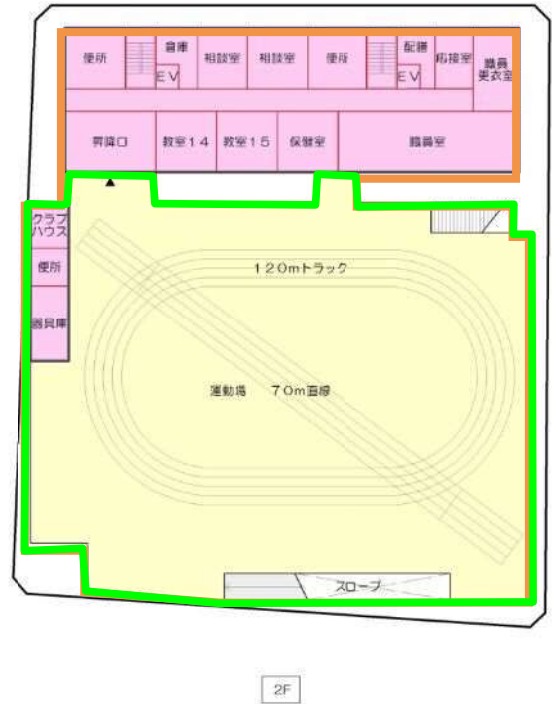 便所
倉庫
EV
相談室
相談室
便所
配膳
EV
応接室
職員
更衣室
昇降口
教室14
教室15
保健室
職員室
クラブ
ハウス
便所
器具庫
120mトラック
運動場 70m直線
スロープ
2F